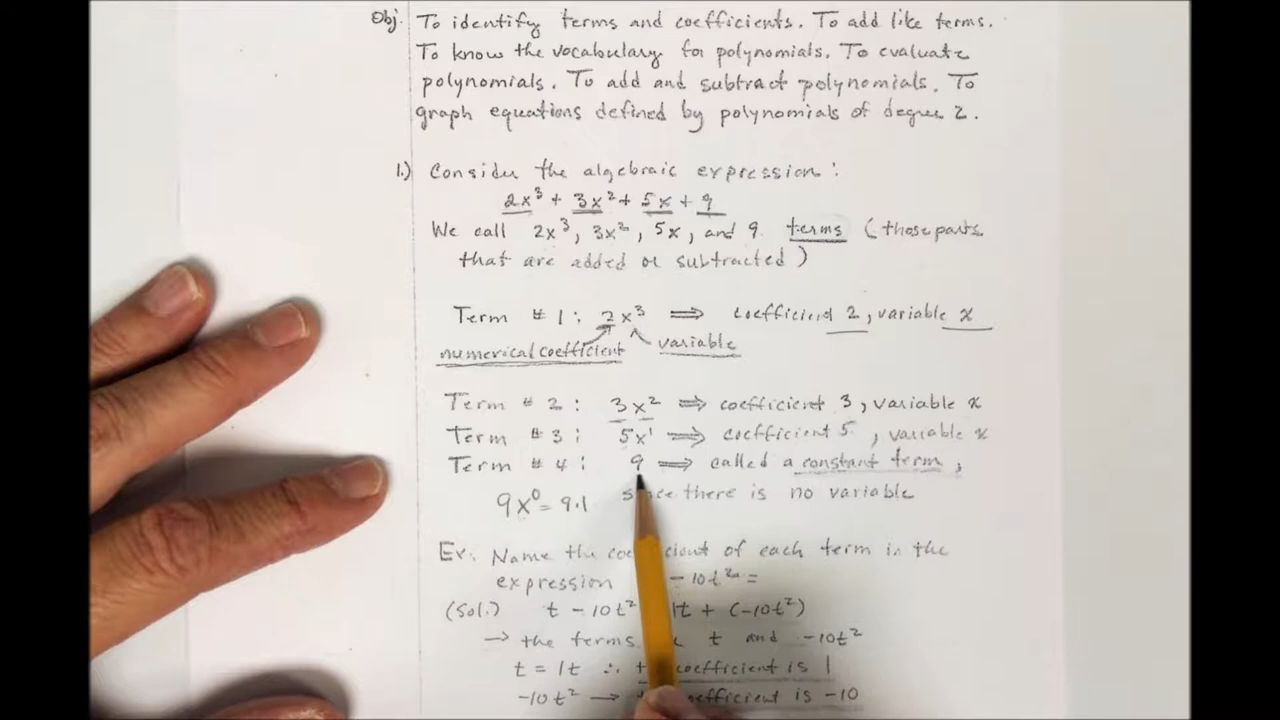 Obj. To identify terms and coefficients. To add like terms.
To know the vocabulary for polynomials. To evaluate
polynomials. To add and subtract polynomials. To
graph equations defined by polynomials of degree 2.
1.) Consider the algebraic expression:
2x³ + 3x² + 5x + 9
We call 2x³, 3x², 5x, and 9 terms (those parts
that are added or subtracted)
Term #1: 2x³ ⟹ coefficient 2, variable x
numerical coefficient variable
Term #2: 3x² ⟹ coefficient 3, variable x
Term #3: 5x¹ ⟹ coefficient 5, variable x
Term #4: 9 ⟹ called a constant term,
9x⁰ = 9·1 since there is no variable
Ex: Name the of each term in the
expression -10t²
(Sol.) t - 10t² 1t + (-10t²)
→ the terms t and -10t²
t = 1t ∴ coefficient is 1
-10t² → coefficient is -10